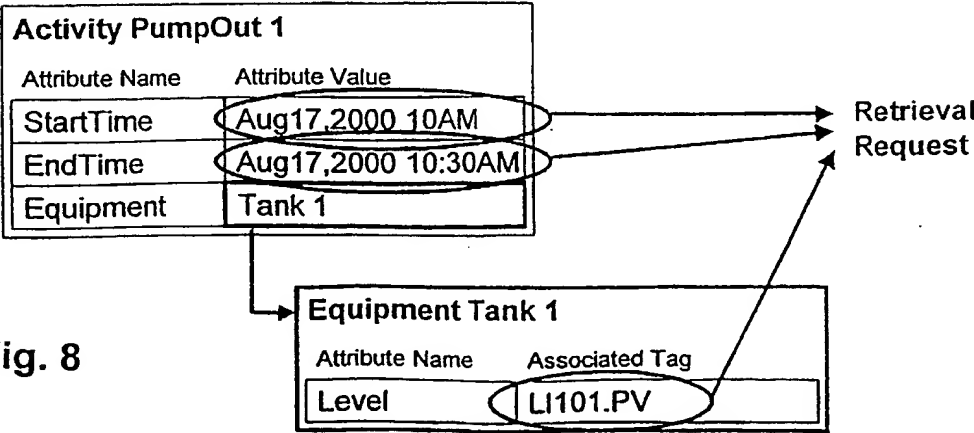 Activity PumpOut 1
Attribute Name Attribute Value
StartTime Aug17,2000 10AM
EndTime Aug17,2000 10:30AM
Equipment Tank 1
Retrieval
Request
Equipment Tank 1
Attribute Name Associated Tag
Level LI101.PV
ig. 8